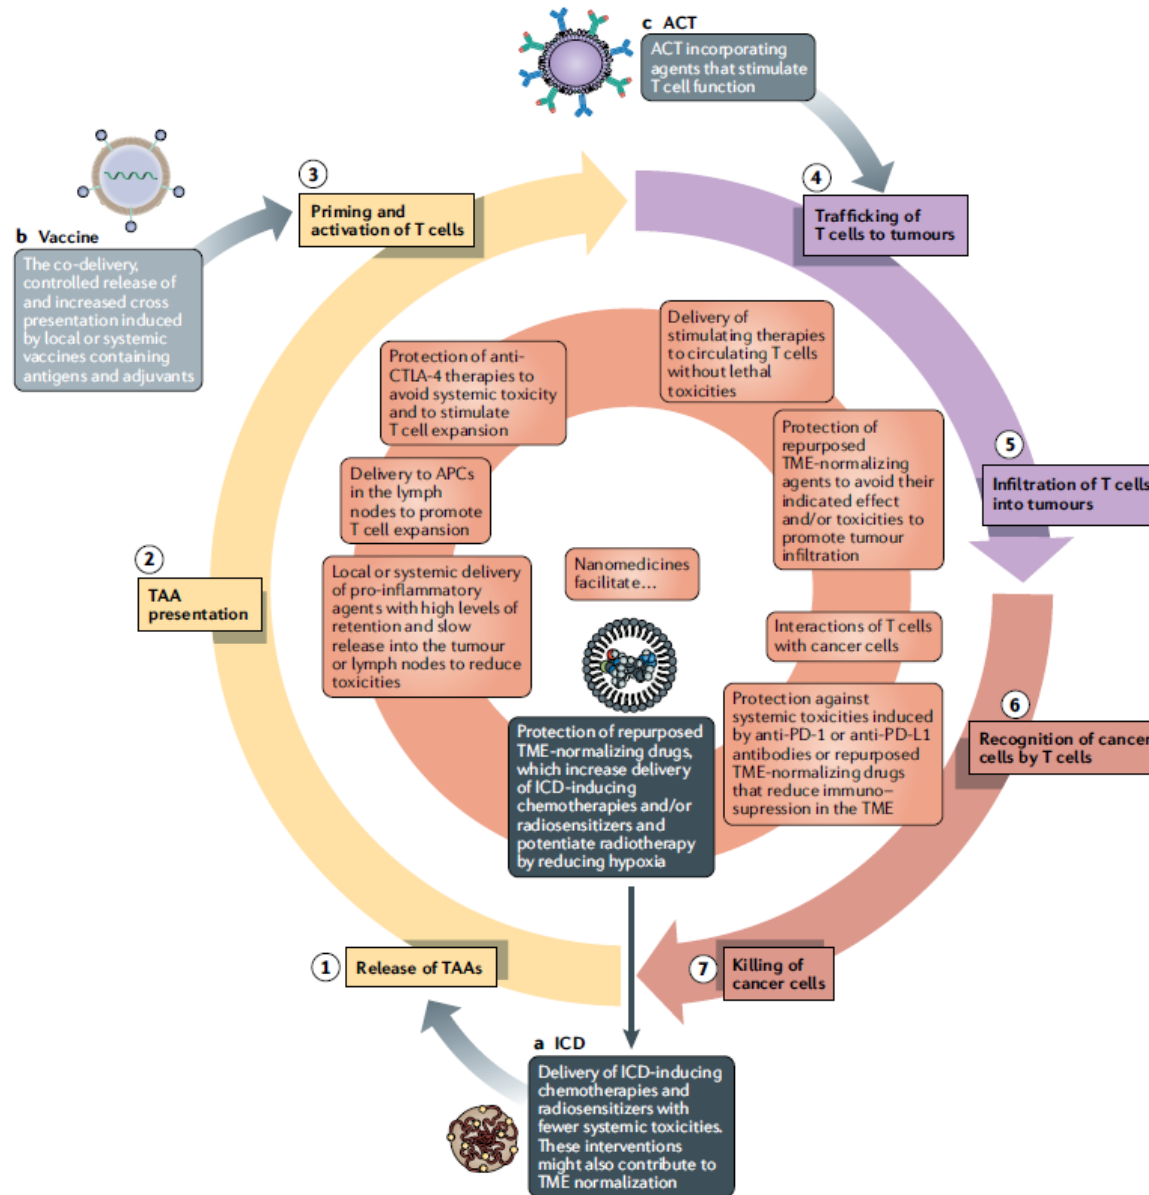 c ACT
ACT incorporating
agents that stimulate
T cell function
b Vaccine
The co-delivery,
controlled release of
and increased cross
presentation induced
by local or systemic
vaccines containing
antigens and adjuvants
3
Priming and
activation of T cells
4
Trafficking of
T cells to tumours
Delivery of
stimulating therapies
to circulating T cells
without lethal
toxicities
Protection of anti-
CTLA-4 therapies to
avoid systemic toxicity
and to stimulate
T cell expansion
Protection of
repurposed
TME-normalizing
agents to avoid their
indicated effect
and/or toxicities to
promote tumour
infiltration
5
Infiltration of T cells
into tumours
Delivery to APCs
in the lymph
nodes to promote
T cell expansion
2
TAA
presentation
Local or systemic delivery
of pro-inflammatory
agents with high levels of
retention and slow
release into the tumour
or lymph nodes to reduce
toxicities
Nanomedicines
facilitate…
Interactions of T cells
with cancer cells
Protection against
systemic toxicities induced
by anti-PD-1 or anti-PD-L1
antibodies or repurposed
TME-normalizing drugs
that reduce immuno–
supression in the TME
6
Recognition of cancer
cells by T cells
Protection of repurposed
TME-normalizing drugs,
which increase delivery
of ICD-inducing
chemotherapies and/or
radiosensitizers and
potentiate radiotherapy
by reducing hypoxia
1
Release of TAAs
7
Killing of
cancer cells
a ICD
Delivery of ICD-inducing
chemotherapies and
radiosensitizers with
fewer systemic toxicities.
These interventions
might also contribute to
TME normalization